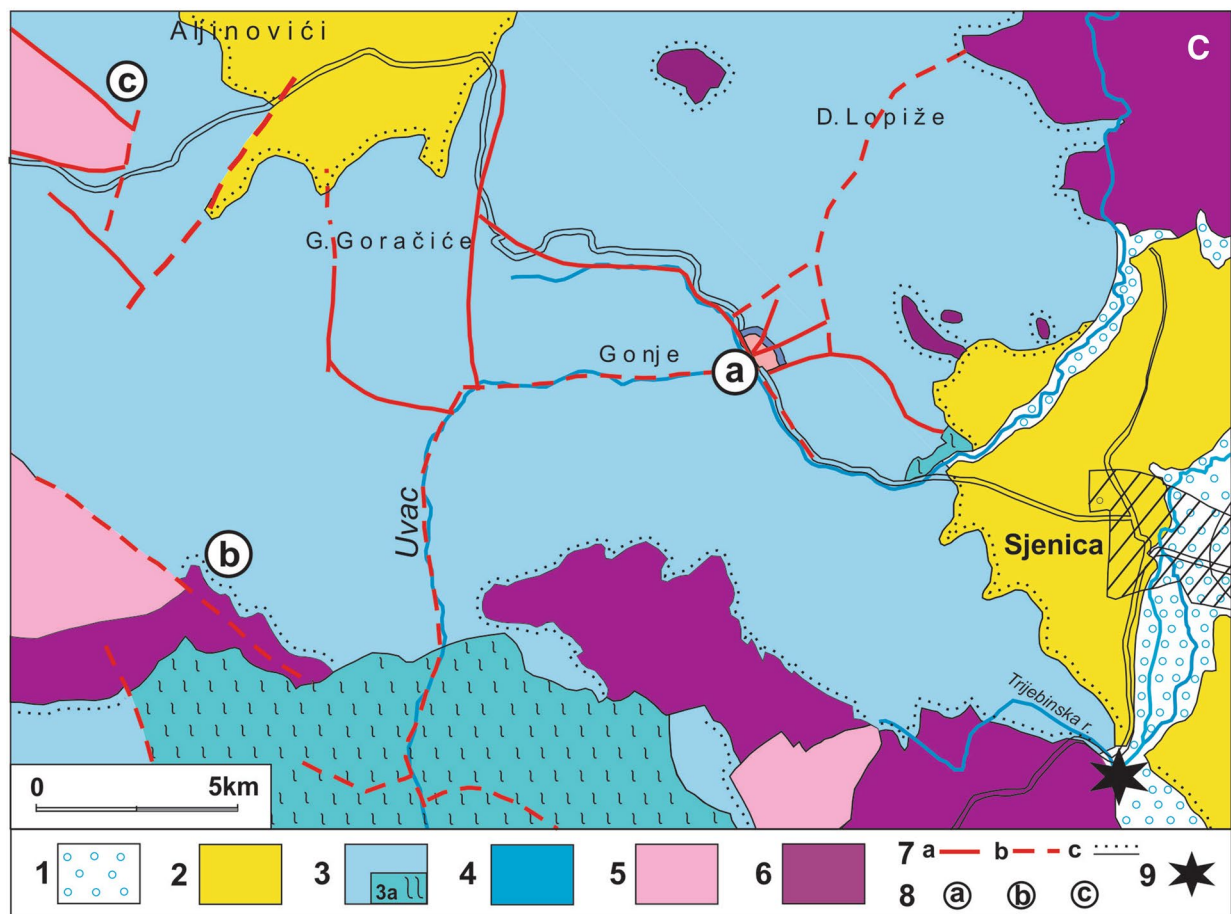 Aljinovići
C
c
D. Lopiže
G. Goračiće
Gonje
a
Uvac
b
Sjenica
Trijebinska r.
0 5km
1 2 3 3a 4 5 6 7 a b c 9
8 a b c